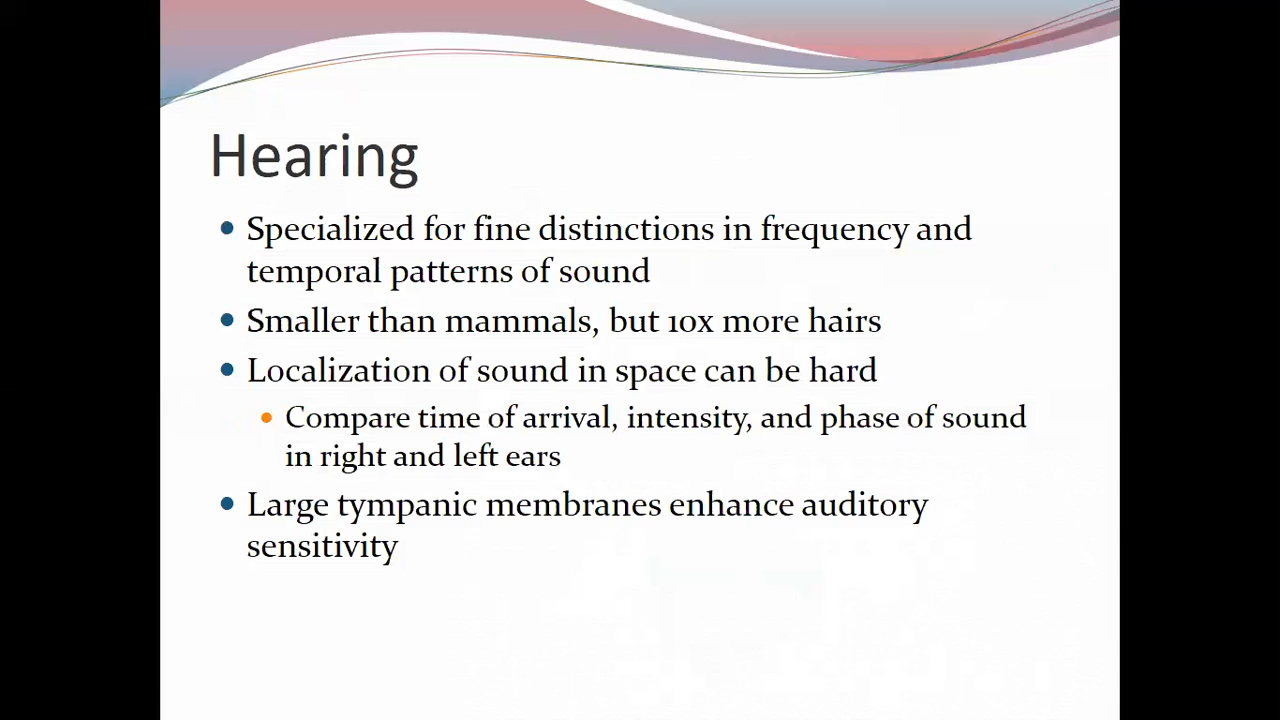 Hearing
• Specialized for fine distinctions in frequency and
temporal patterns of sound
• Smaller than mammals, but 10x more hairs
• Localization of sound in space can be hard
• Compare time of arrival, intensity, and phase of sound
in right and left ears
• Large tympanic membranes enhance auditory
sensitivity